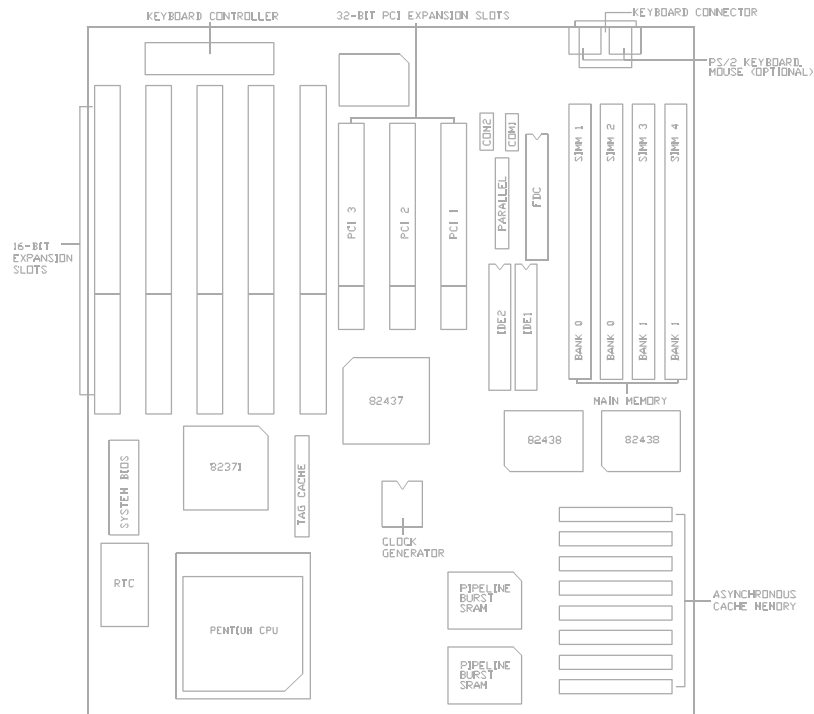 KEYBOARD CONTROLLER
32-BIT PCI EXPANSION SLOTS
KEYBOARD CONNECTOR
PS/2 KEYBOARD
MOUSE (OPTIONAL)
COM2
COM1
SIMM 1
SIMM 2
SIMM 3
SIMM 4
PARALLEL
FDC
PCI 3
PCI 2
PCI 1
16-BIT
EXPANSION
SLOTS
IDE2
IDE1
BANK 0
BANK 0
BANK 1
BANK 1
MAIN MEMORY
82437
82438
82438
82371
SYSTEM BIOS
TAG CACHE
CLOCK
GENERATOR
RTC
PIPELINE
BURST
SRAM
ASYNCHRONOUS
CACHE MEMORY
PENTIUM CPU
PIPELINE
BURST
SRAM